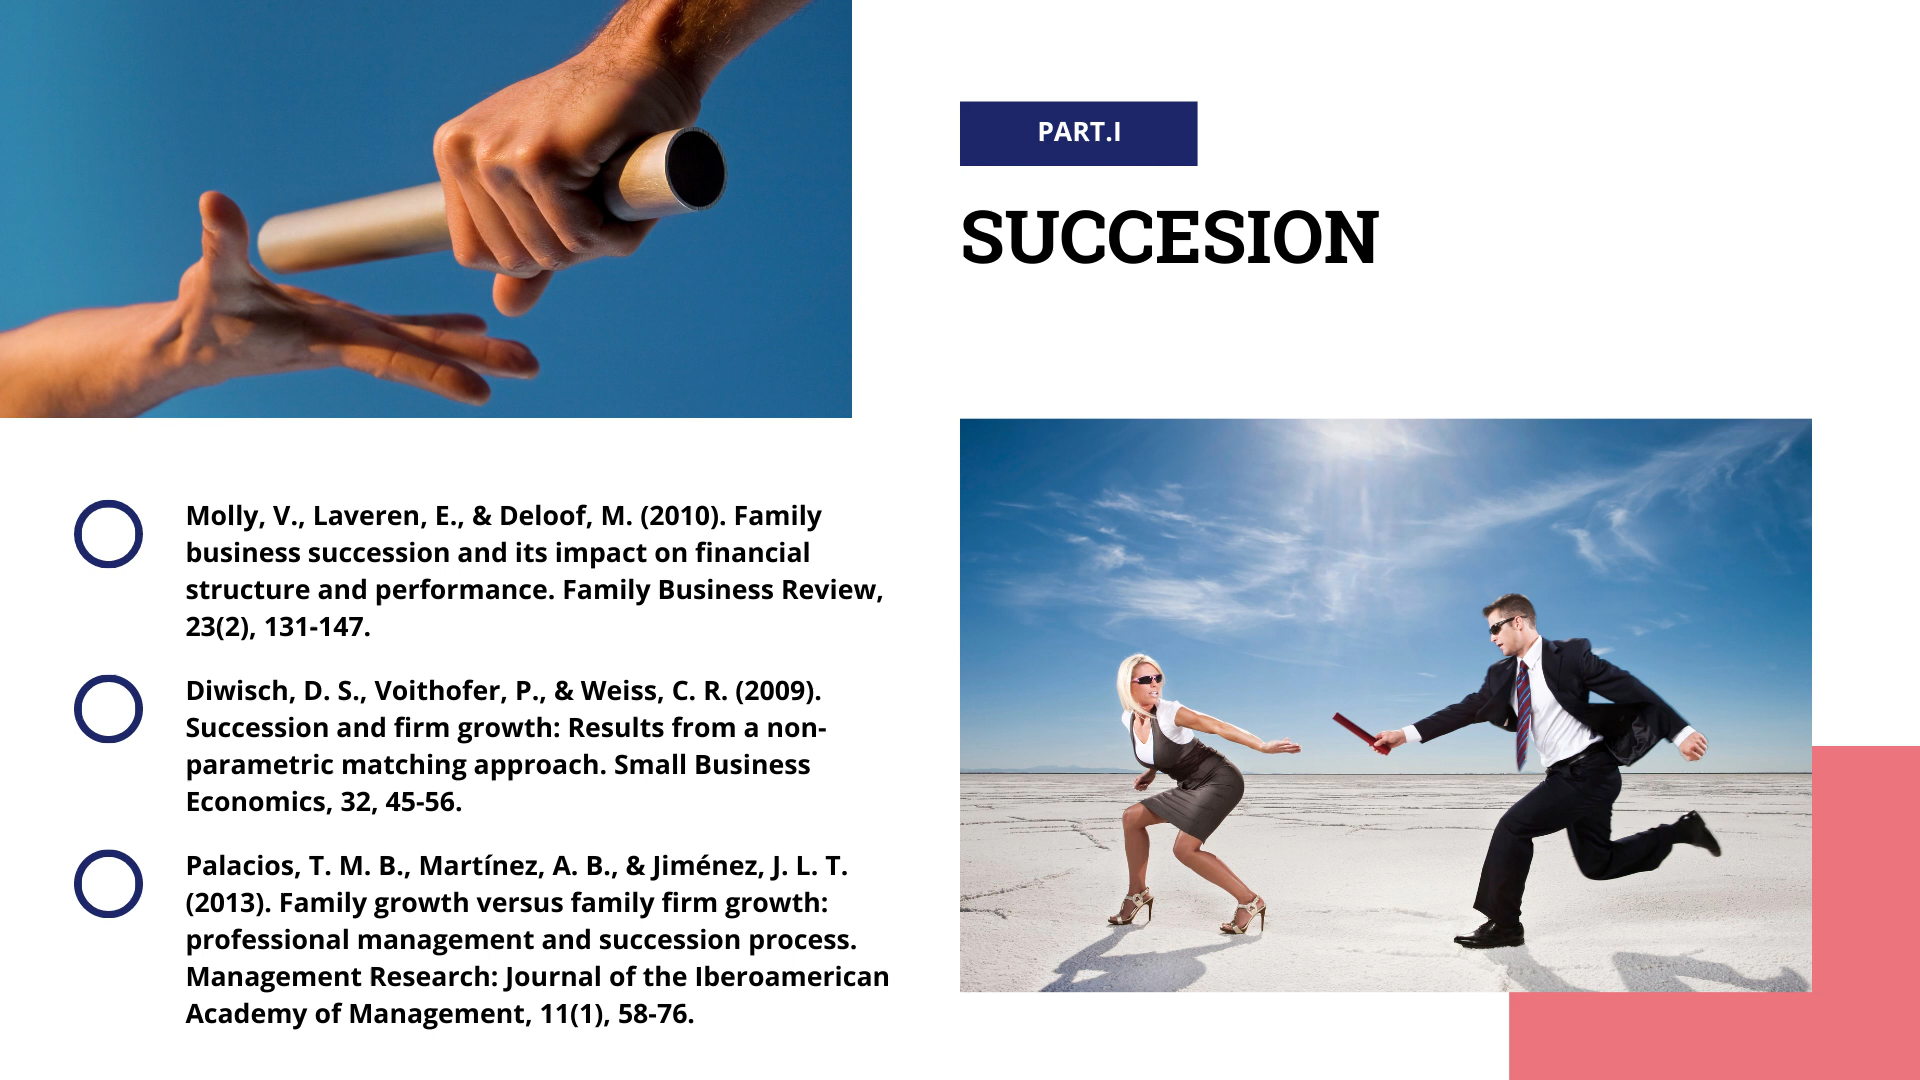 PART.I
SUCCESION
Molly, V., Laveren, E., & Deloof, M. (2010). Family
business succession and its impact on financial
structure and performance. Family Business Review,
23(2), 131-147.
Diwisch, D. S., Voithofer, P., & Weiss, C. R. (2009).
Succession and firm growth: Results from a non-
parametric matching approach. Small Business
Economics, 32, 45-56.
Palacios, T. M. B., Martínez, A. B., & Jiménez, J. L. T.
(2013). Family growth versus family firm growth:
professional management and succession process.
Management Research: Journal of the Iberoamerican
Academy of Management, 11(1), 58-76.